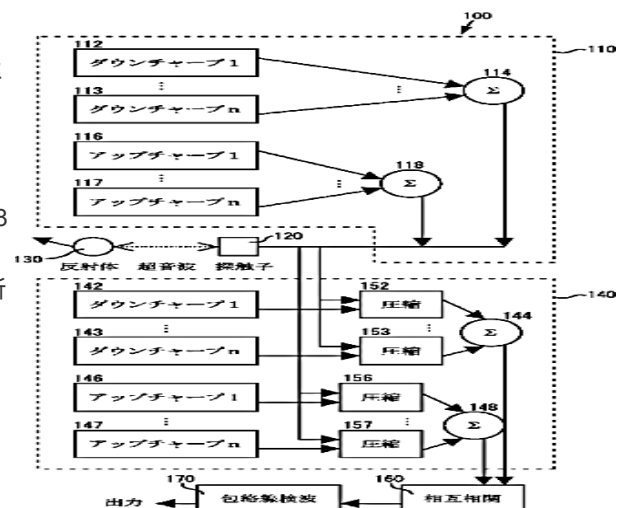 100
110
112
ダウンチャープ1
⋮
113
ダウンチャープn
114
Σ
⋮
116
アップチャープ1
⋮
117
アップチャープn
118
Σ
⋮
120
130
反射体 超音波 探触子
140
142
ダウンチャープ1
⋮
143
ダウンチャープn
152
圧縮
⋮
153
圧縮
144
Σ
146
アップチャープ1
⋮
147
アップチャープn
156
圧縮
⋮
157
圧縮
148
Σ
170
包絡線検波
160
相互相関
出力